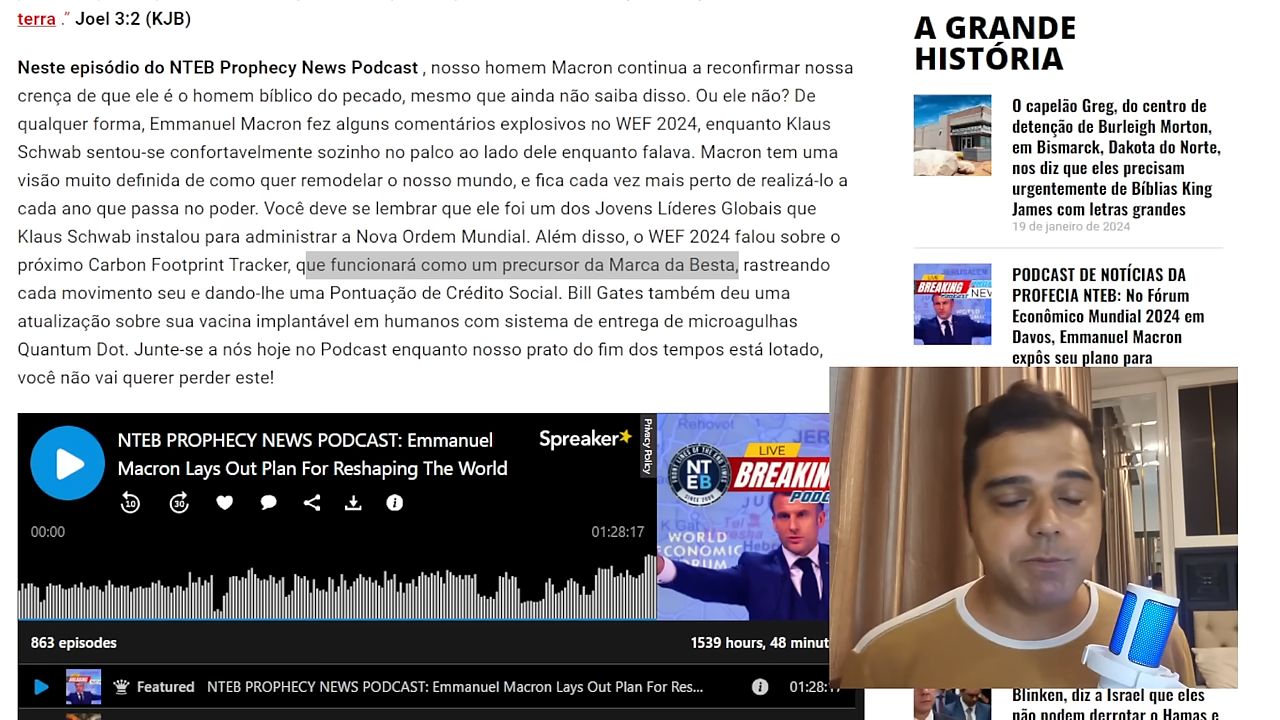 terra .” Joel 3:2 (KJB)
Neste episódio do NTEB Prophecy News Podcast , nosso homem Macron continua a reconfirmar nossa
crença de que ele é o homem bíblico do pecado, mesmo que ainda não saiba disso. Ou ele não? De
qualquer forma, Emmanuel Macron fez alguns comentários explosivos no WEF 2024, enquanto Klaus
Schwab sentou-se confortavelmente sozinho no palco ao lado dele enquanto falava. Macron tem uma
visão muito definida de como quer remodelar o nosso mundo, e fica cada vez mais perto de realizá-lo a
cada ano que passa no poder. Você deve se lembrar que ele foi um dos Jovens Líderes Globais que
Klaus Schwab instalou para administrar a Nova Ordem Mundial. Além disso, o WEF 2024 falou sobre o
próximo Carbon Footprint Tracker, que funcionará como um precursor da Marca da Besta, rastreando
cada movimento seu e dando-lhe uma Pontuação de Crédito Social. Bill Gates também deu uma
atualização sobre sua vacina implantável em humanos com sistema de entrega de microagulhas
Quantum Dot. Junte-se a nós hoje no Podcast enquanto nosso prato do fim dos tempos está lotado,
você não vai querer perder este!
NTEB PROPHECY NEWS PODCAST: Emmanuel
Macron Lays Out Plan For Reshaping The World
Spreaker
Privacy Policy
10
30
00:00
01:28:17
LIVE
BREAKIN
PODC
NT
EB
SINCE 2009
WORLD
ECONOMIC
FORUM
863 episodes
1539 hours, 48 minut
Featured
NTEB PROPHECY NEWS PODCAST: Emmanuel Macron Lays Out Plan For Res...
01:28:1
A GRANDE
HISTÓRIA
O capelão Greg, do centro de
detenção de Burleigh Morton,
em Bismarck, Dakota do Norte,
nos diz que eles precisam
urgentemente de Bíblias King
James com letras grandes
19 de janeiro de 2024
BREAKING
NEW
PODCAST DE NOTÍCIAS DA
PROFECIA NTEB: No Fórum
Econômico Mundial 2024 em
Davos, Emmanuel Macron
expôs seu plano para
Blinken, diz a Israel que eles
não podem derrotar o Hamas e